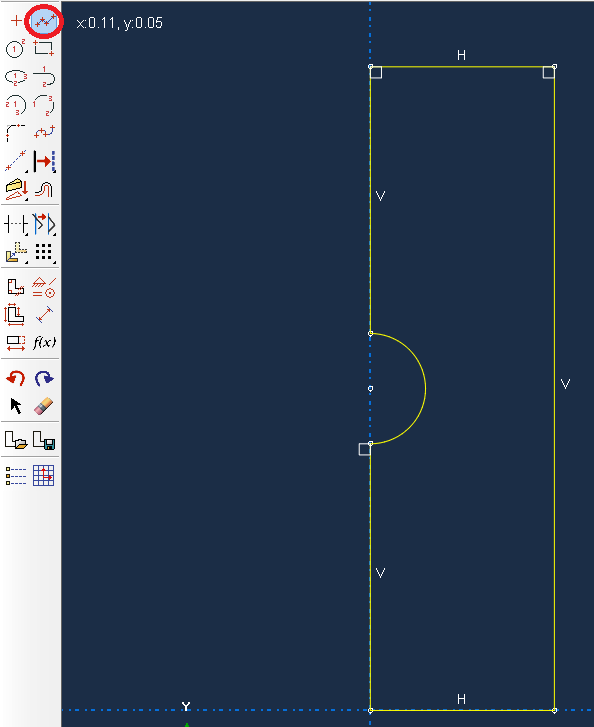 x:0.11, y:0.05
H
V
V
V
H
Y
f(x)